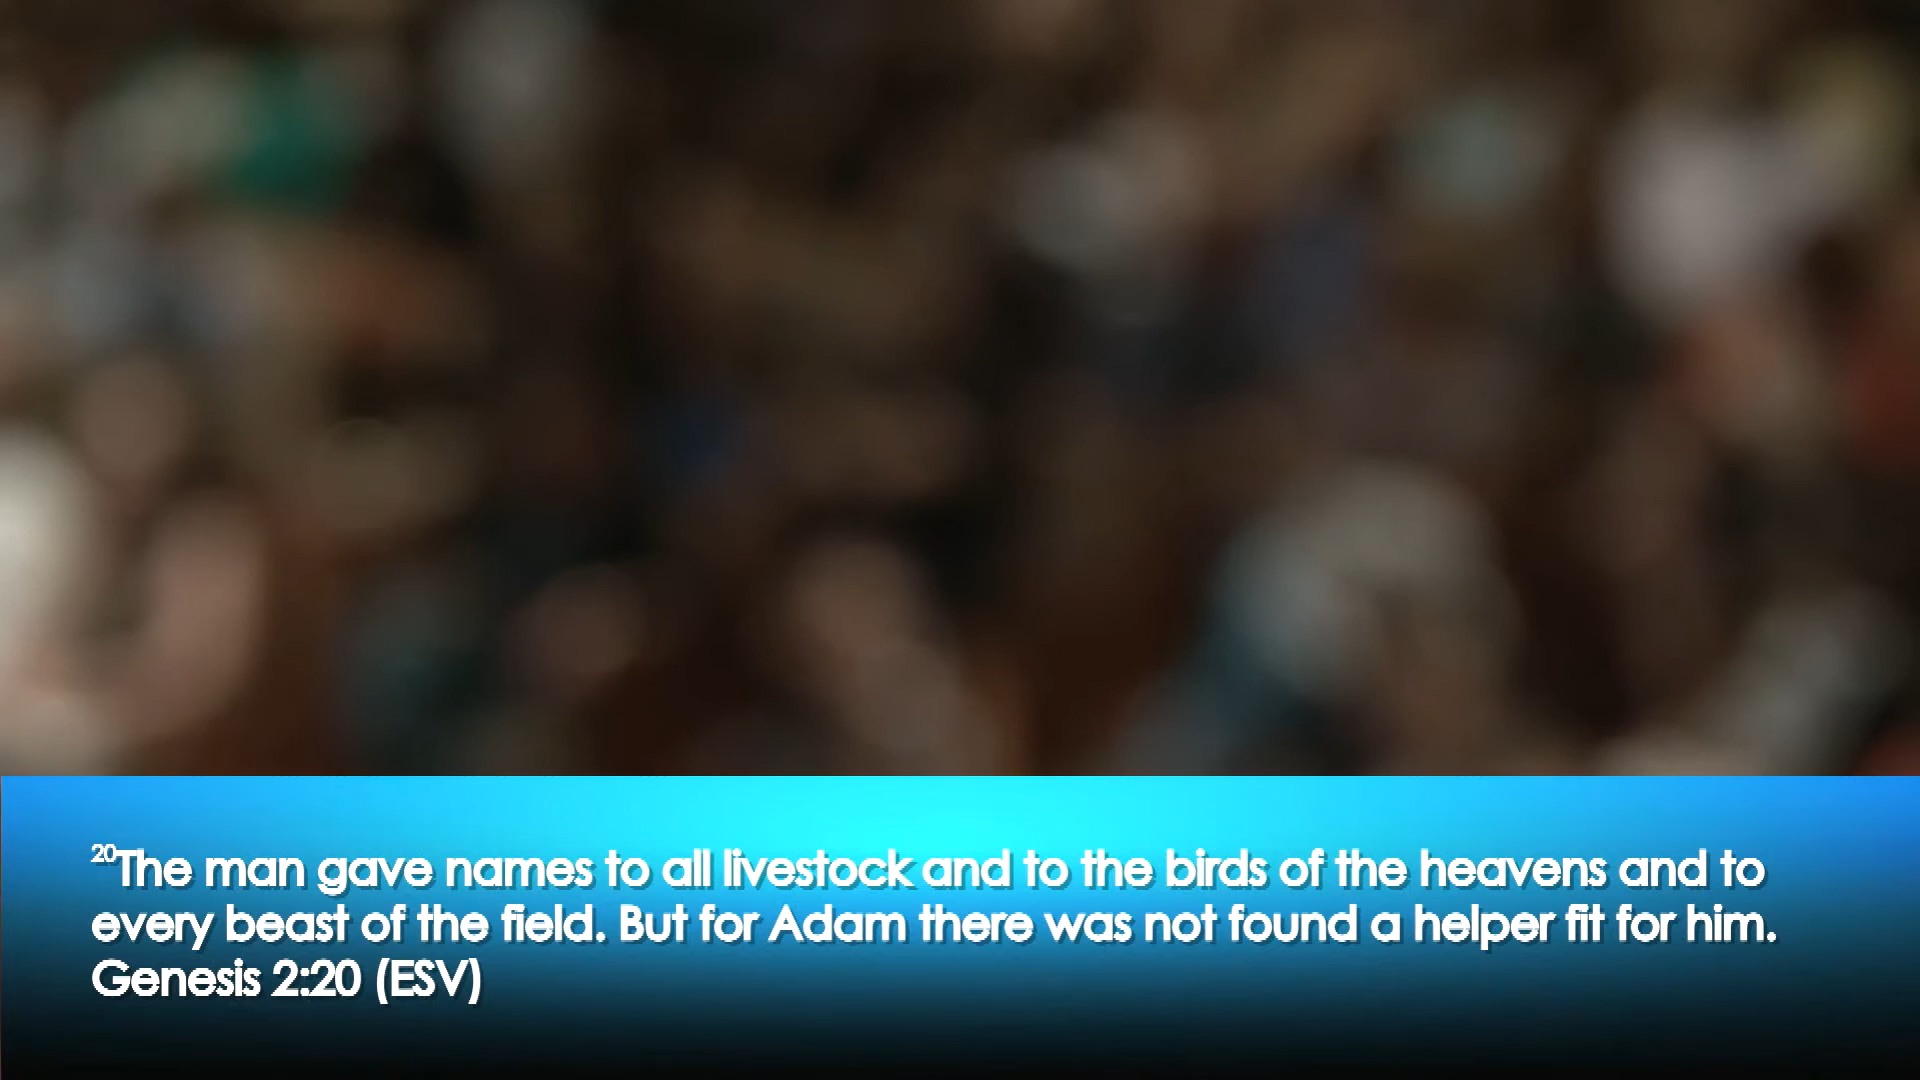 20The man gave names to all livestock and to the birds of the heavens and to
every beast of the field. But for Adam there was not found a helper fit for him.
Genesis 2:20 (ESV)